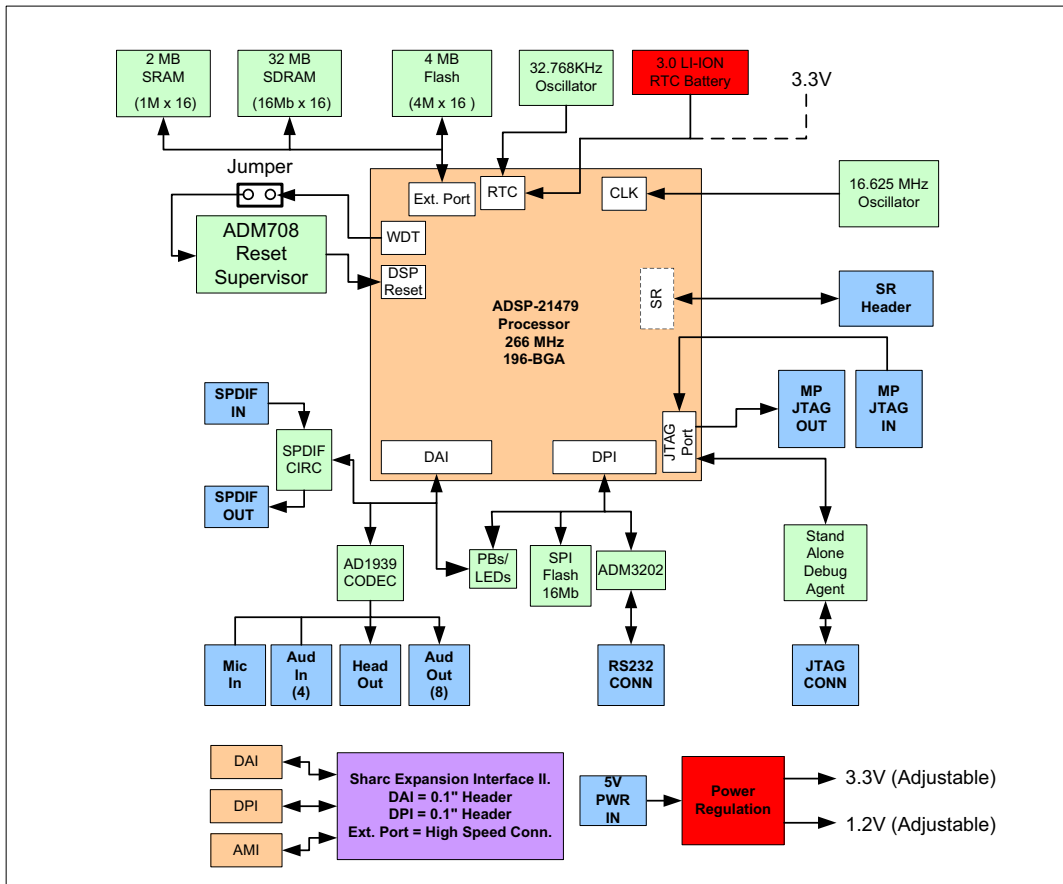 2 MB
SRAM
(1M x 16)
32 MB
SDRAM
(16Mb x 16)
4 MB
Flash
(4M x 16 )
32.768KHz
Oscillator
3.0 LI-ION
RTC Battery
3.3V
Jumper
Ext. Port
RTC
CLK
16.625 MHz
Oscillator
WDT
ADM708
Reset
Supervisor
DSP
Reset
ADSP-21479
Processor
266 MHz
196-BGA
SR
SR
Header
SPDIF
IN
MP
JTAG
OUT
MP
JTAG
IN
JTAG
Port
SPDIF
CIRC
DAI
DPI
SPDIF
OUT
AD1939
CODEC
PBs/
LEDs
SPI
Flash
16Mb
ADM3202
Stand
Alone
Debug
Agent
Mic
In
Aud
In
(4)
Head
Out
Aud
Out
(8)
RS232
CONN
JTAG
CONN
DAI
DPI
AMI
Sharc Expansion Interface II.
DAI = 0.1" Header
DPI = 0.1" Header
Ext. Port = High Speed Conn.
5V
PWR
IN
Power
Regulation
3.3V (Adjustable)
1.2V (Adjustable)